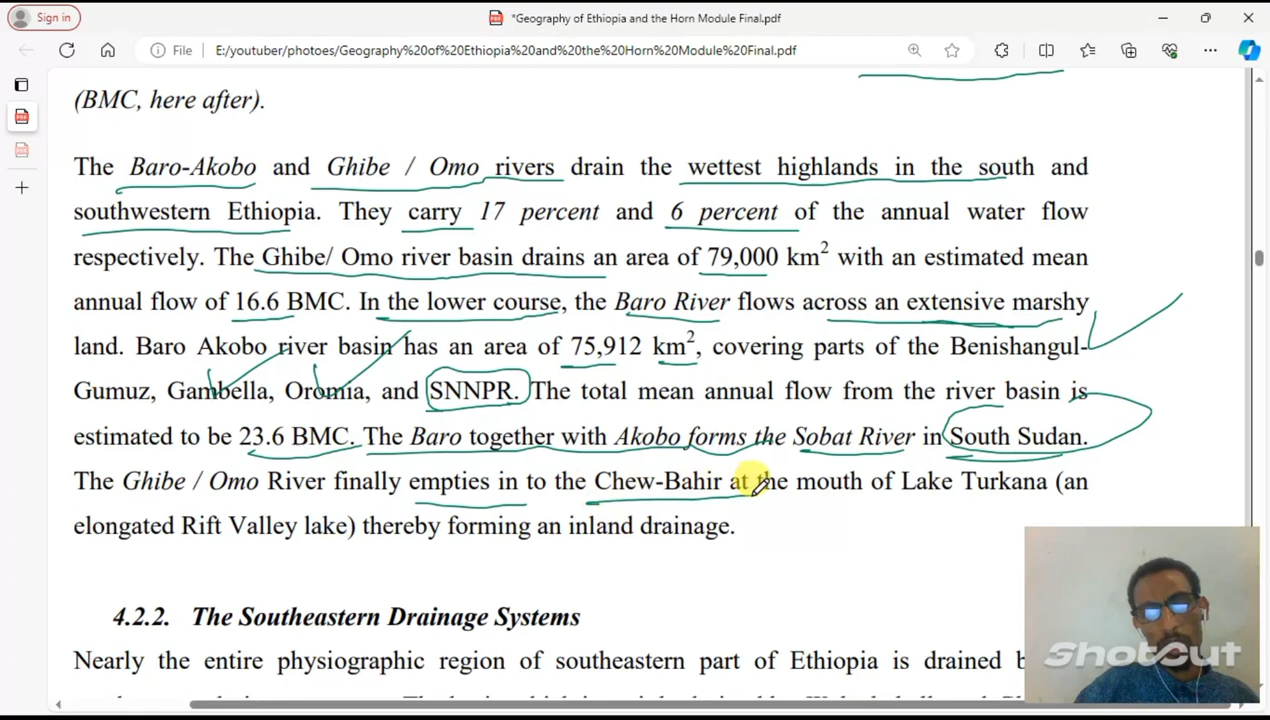 Sign in
*Geography of Ethiopia and the Horn Module Final.pdf
File
E:/youtuber/photoes/Geography%20of%20Ethiopia%20and%20the%20Horn%20Module%20Final.pdf
(BMC, here after).
The Baro-Akobo and Ghibe / Omo rivers drain the wettest highlands in the south and
southwestern Ethiopia. They carry 17 percent and 6 percent of the annual water flow
respectively. The Ghibe/ Omo river basin drains an area of 79,000 km2 with an estimated mean
annual flow of 16.6 BMC. In the lower course, the Baro River flows across an extensive marshy
land. Baro Akobo river basin has an area of 75,912 km2, covering parts of the Benishangul-
Gumuz, Gambella, Oromia, and SNNPR. The total mean annual flow from the river basin is
estimated to be 23.6 BMC. The Baro together with Akobo forms the Sobat River in South Sudan.
The Ghibe / Omo River finally empties in to the Chew-Bahir at the mouth of Lake Turkana (an
elongated Rift Valley lake) thereby forming an inland drainage.
4.2.2. The Southeastern Drainage Systems
Nearly the entire physiographic region of southeastern part of Ethiopia is drained
Shotcut